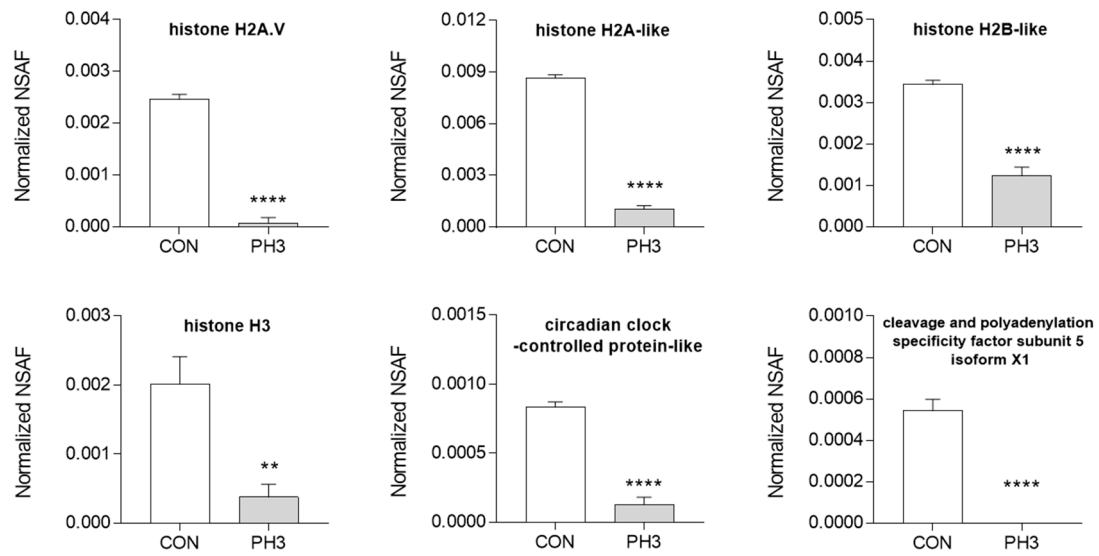 histone H2A.V
Normalized NSAF
0.004
0.003
0.002
0.001
0.000
****
CON PH3
histone H2A-like
Normalized NSAF
0.012
0.009
0.006
0.003
0.000
****
CON PH3
histone H2B-like
Normalized NSAF
0.005
0.004
0.003
0.002
0.001
0.000
****
CON PH3
histone H3
Normalized NSAF
0.003
0.002
0.001
0.000
**
CON PH3
circadian clock
-controlled protein-like
Normalized NSAF
0.0015
0.0010
0.0005
0.0000
****
CON PH3
cleavage and polyadenylation
specificity factor subunit 5
isoform X1
Normalized NSAF
0.0010
0.0008
0.0006
0.0004
0.0002
0.0000
****
CON PH3